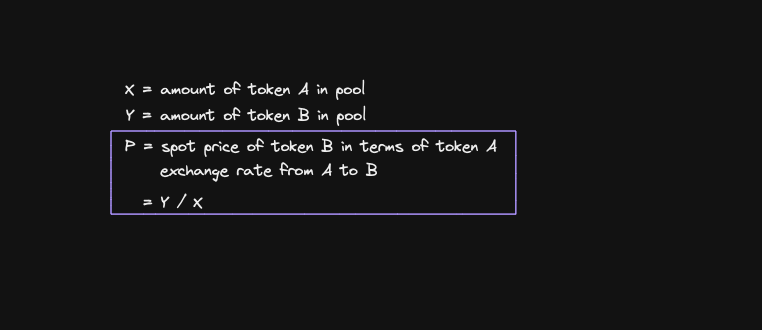 X = amount of token A in pool
Y = amount of token B in pool
P = spot price of token B in terms of token A
exchange rate from A to B
= Y / X